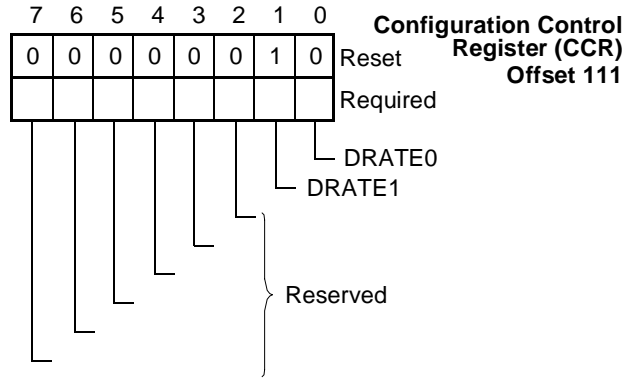 7 6 5 4 3 2 1 0
Configuration Control
Register (CCR)
Offset 111
0 0 0 0 0 0 1 0 Reset
Required
DRATE0
DRATE1
Reserved